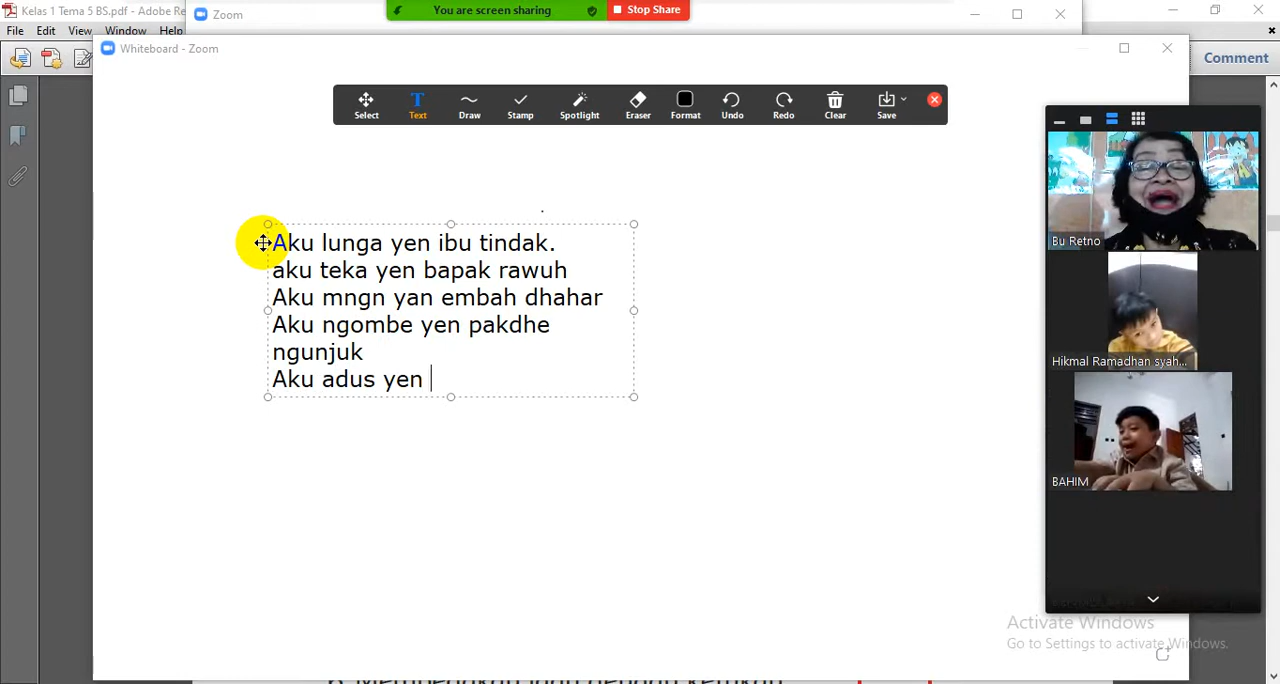 Kelas 1 Tema 5 BS.pdf - Adobe Re
Zoom
You are screen sharing
Stop Share
File Edit View Window Help
Whiteboard - Zoom
Comment
Select
Text
Draw
Stamp
Spotlight
Eraser
Format
Undo
Redo
Clear
Save
Aku lunga yen ibu tindak.
aku teka yen bapak rawuh
Aku mngn yan embah dhahar
Aku ngombe yen pakdhe
ngunjuk
Aku adus yen
Bu Retno
Hikmal Ramadhan syah...
BAHIM
Activate Windows
Go to Settings to activate Windows.